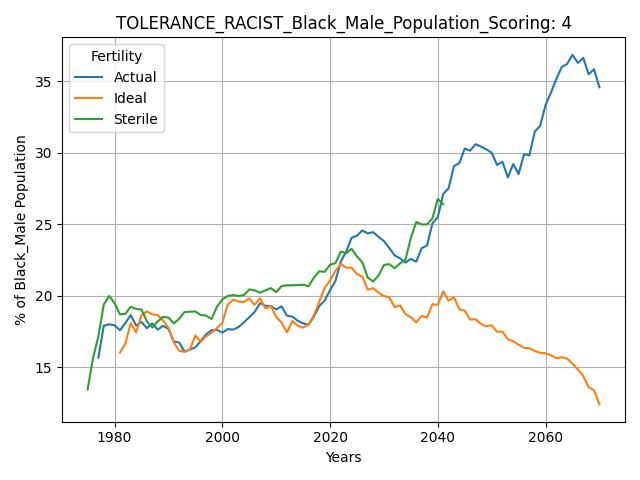 TOLERANCE_RACIST_Black_Male_Population_Scoring: 4
Fertility
Actual
Ideal
Sterile
% of Black_Male Population
35
30
25
20
15
1980 2000 2020 2040 2060
Years